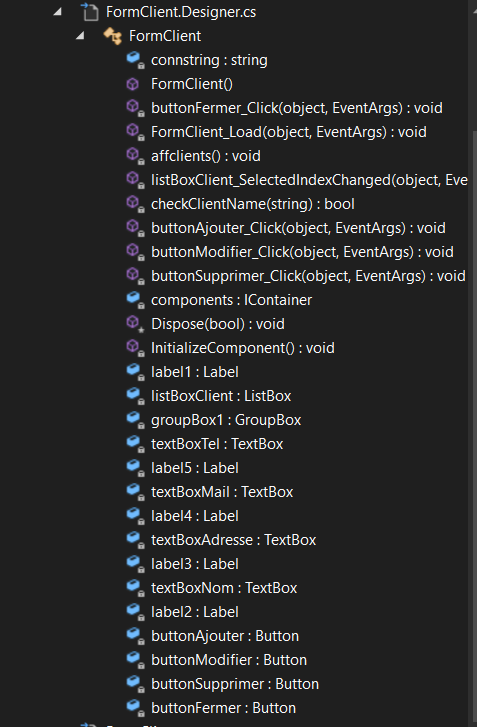 FormClient.Designer.cs
FormClient
connstring : string
FormClient()
buttonFermer_Click(object, EventArgs) : void
FormClient_Load(object, EventArgs) : void
affclients() : void
listBoxClient_SelectedIndexChanged(object, Eve
checkClientName(string) : bool
buttonAjouter_Click(object, EventArgs) : void
buttonModifier_Click(object, EventArgs) : void
buttonSupprimer_Click(object, EventArgs) : void
components : IContainer
Dispose(bool) : void
InitializeComponent() : void
label1 : Label
listBoxClient : ListBox
groupBox1 : GroupBox
textBoxTel : TextBox
label5 : Label
textBoxMail : TextBox
label4 : Label
textBoxAdresse : TextBox
label3 : Label
textBoxNom : TextBox
label2 : Label
buttonAjouter : Button
buttonModifier : Button
buttonSupprimer : Button
buttonFermer : Button